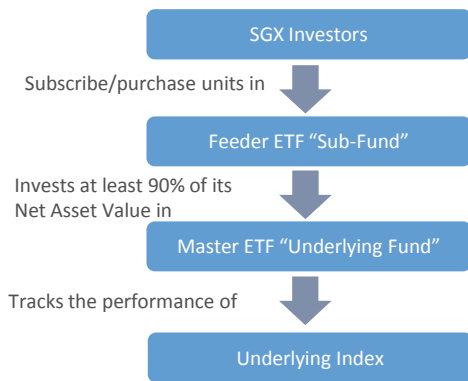 SGX Investors
Subscribe/purchase units in
Feeder ETF “Sub-Fund”
Invests at least 90% of its
Net Asset Value in
Master ETF “Underlying Fund”
Tracks the performance of
Underlying Index